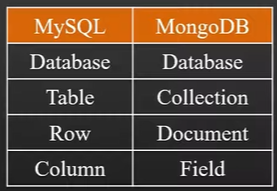 MySQL MongoDB
Database Database
Table Collection
Row Document
Column Field